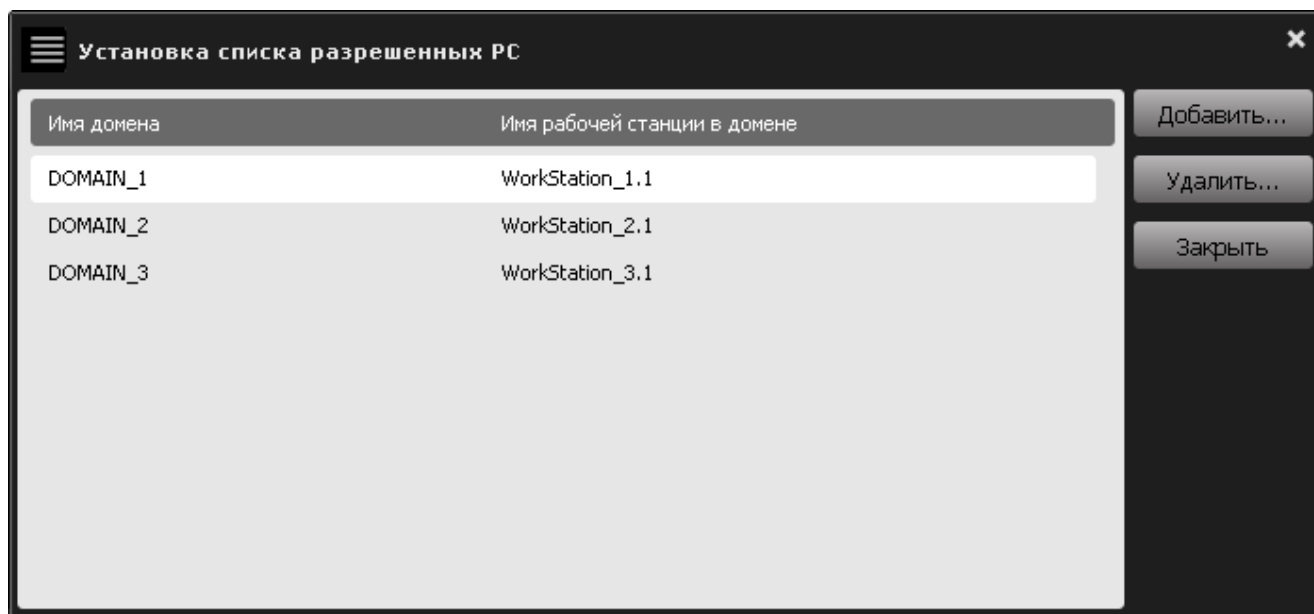 Установка списка разрешенных РС
Имя домена Имя рабочей станции в домене
DOMAIN_1 WorkStation_1.1
DOMAIN_2 WorkStation_2.1
DOMAIN_3 WorkStation_3.1
Добавить...
Удалить...
Закрыть